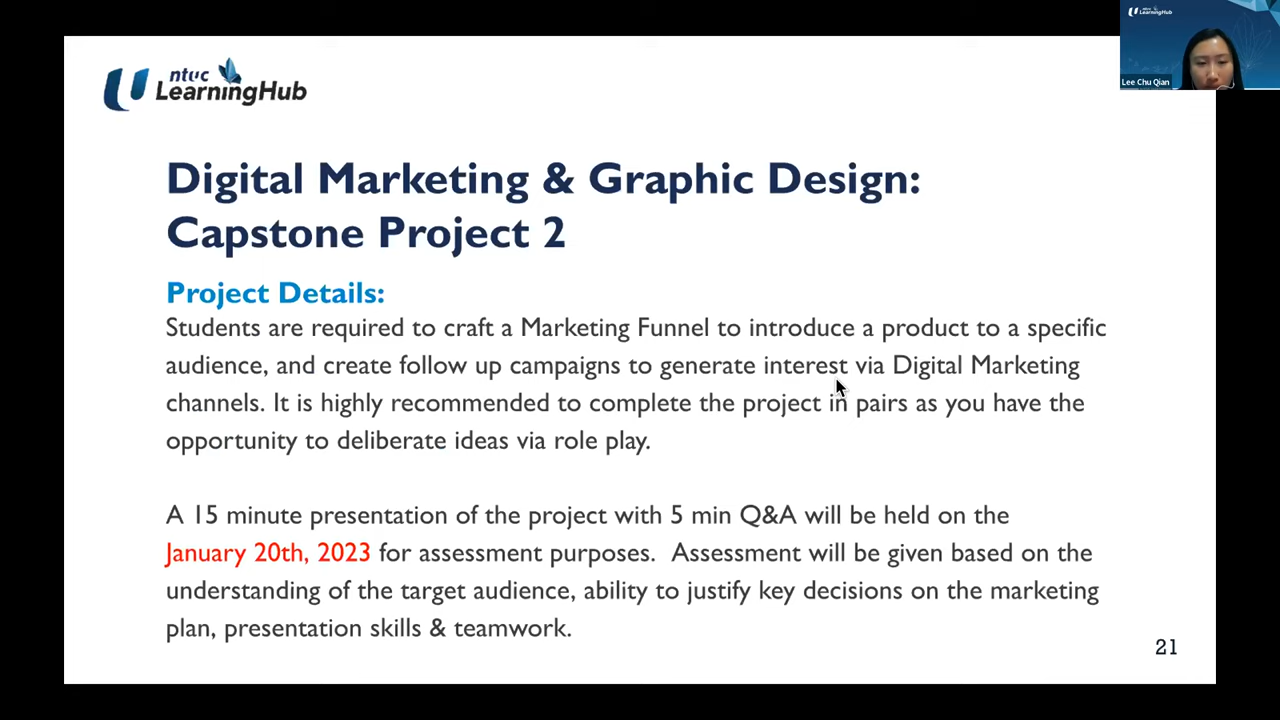 ntuc
LearningHub
ntuc
LearningHub
Lee Chu Qian
Digital Marketing & Graphic Design:
Capstone Project 2
Project Details:
Students are required to craft a Marketing Funnel to introduce a product to a specific
audience, and create follow up campaigns to generate interest via Digital Marketing
channels. It is highly recommended to complete the project in pairs as you have the
opportunity to deliberate ideas via role play.
A 15 minute presentation of the project with 5 min Q&A will be held on the
January 20th, 2023 for assessment purposes.  Assessment will be given based on the
understanding of the target audience, ability to justify key decisions on the marketing
plan, presentation skills & teamwork.
21